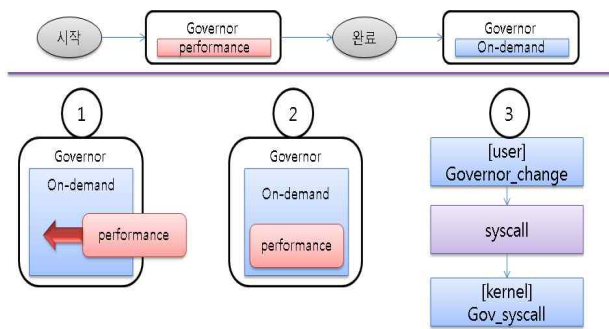 시작
Governor
performance
완료
Governor
On-demand
1
Governor
On-demand
performance
2
Governor
On-demand
performance
3
[user]
Governor_change
syscall
[kernel]
Gov_syscall